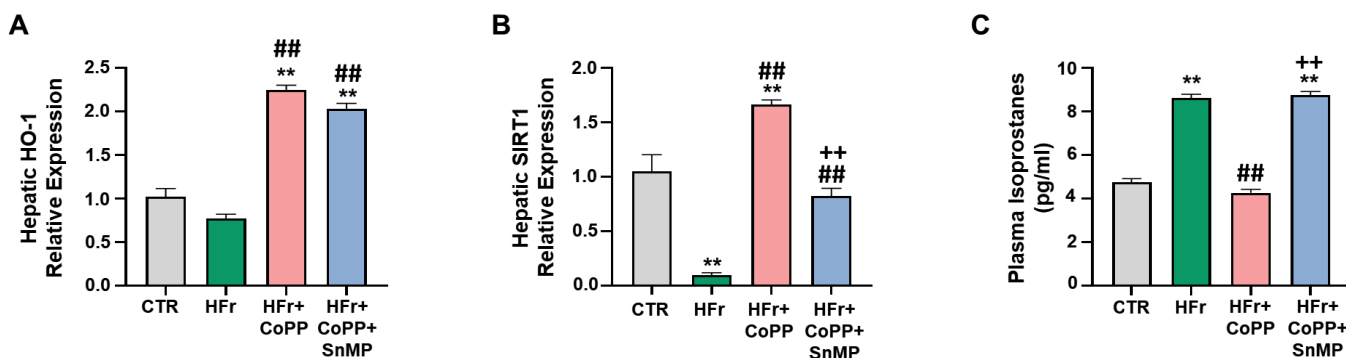 A
Hepatic HO-1
Relative Expression
2.5
2.0
1.5
1.0
0.5
0.0
##
**
##
**
CTR
HFr
HFr+
CoPP
HFr+
CoPP+
SnMP
B
Hepatic SIRT1
Relative Expression
2.0
1.5
1.0
0.5
0.0
**
##
**
++
##
CTR
HFr
HFr+
CoPP
HFr+
CoPP+
SnMP
C
Plasma Isoprostanes
(pg/ml)
10
8
6
4
2
0
**
##
++
**
CTR
HFr
HFr+
CoPP
HFr+
CoPP+
SnMP